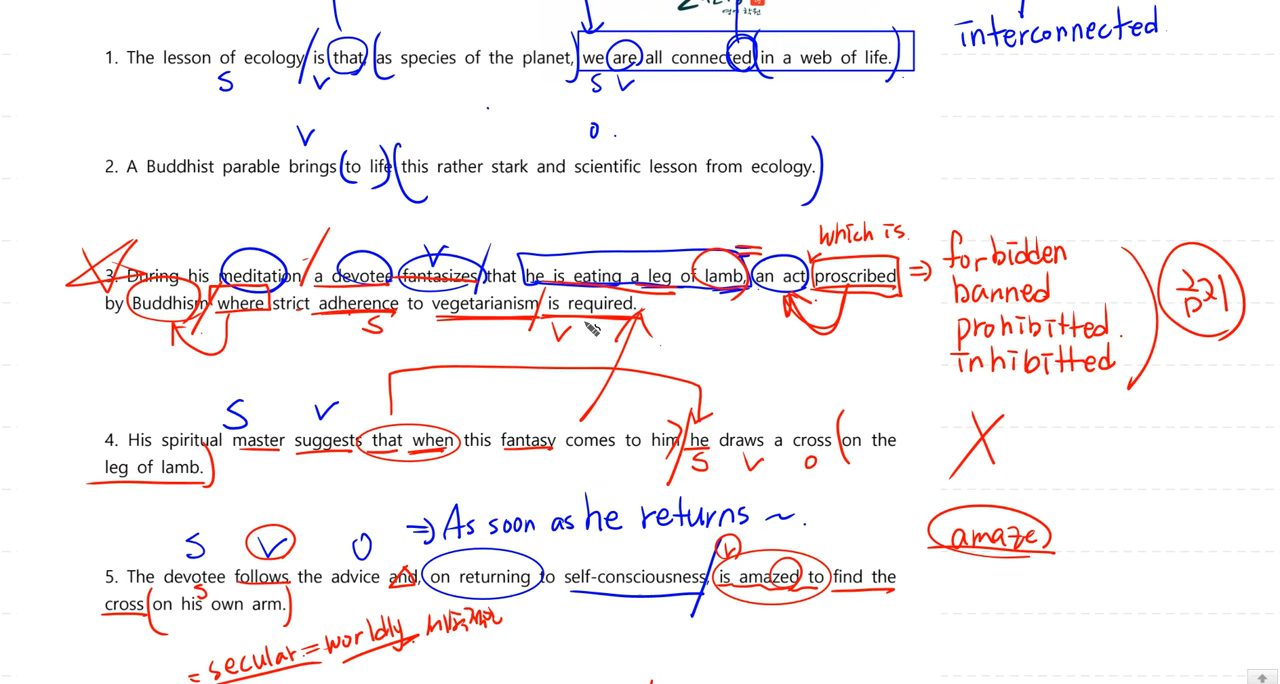 영어 학원
interconnected
1. The lesson of ecology is that, as species of the planet, we are all connected in a web of life.
S V S V
V O.
2. A Buddhist parable brings to life this rather stark and scientific lesson from ecology.
which is
V
3. During his meditation, a devotee fantasizes that he is eating a leg of lamb, an act proscribed
⇒ forbidden
banned
prohibitted.
inhibitted
by Buddhism where strict adherence to vegetarianism is required.
S V
S V
4. His spiritual master suggests that when this fantasy comes to him, he draws a cross on the
S V O
leg of lamb.
X
⇒ As soon as he returns ~.
amaze
S V O
V
5. The devotee follows the advice and, on returning to self-consciousness, is amazed to find the
S
cross on his own arm.
= secular = worldly